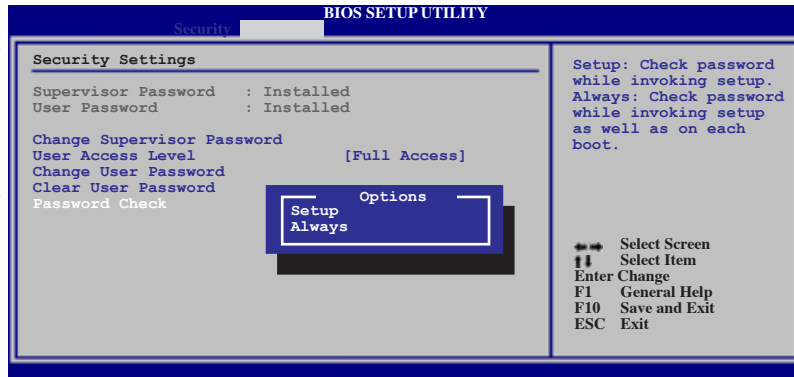 BIOS SETUP UTILITY
Security
Security Settings
Supervisor Password : Installed
User Password : Installed
Change Supervisor Password
User Access Level [Full Access]
Change User Password
Clear User Password
Password Check
Options
Setup
Always
Setup: Check password
while invoking setup.
Always: Check password
while invoking setup
as well as on each
boot.
Select Screen
Select Item
Enter Change
F1 General Help
F10 Save and Exit
ESC Exit